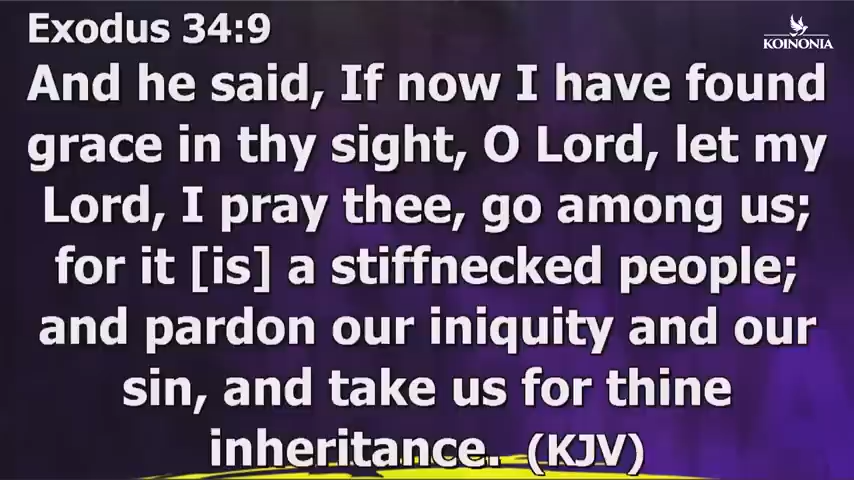 Exodus 34:9
KOINONIA
And he said, If now I have found
grace in thy sight, O Lord, let my
Lord, I pray thee, go among us;
for it [is] a stiffnecked people;
and pardon our iniquity and our
sin, and take us for thine
inheritance. (KJV)